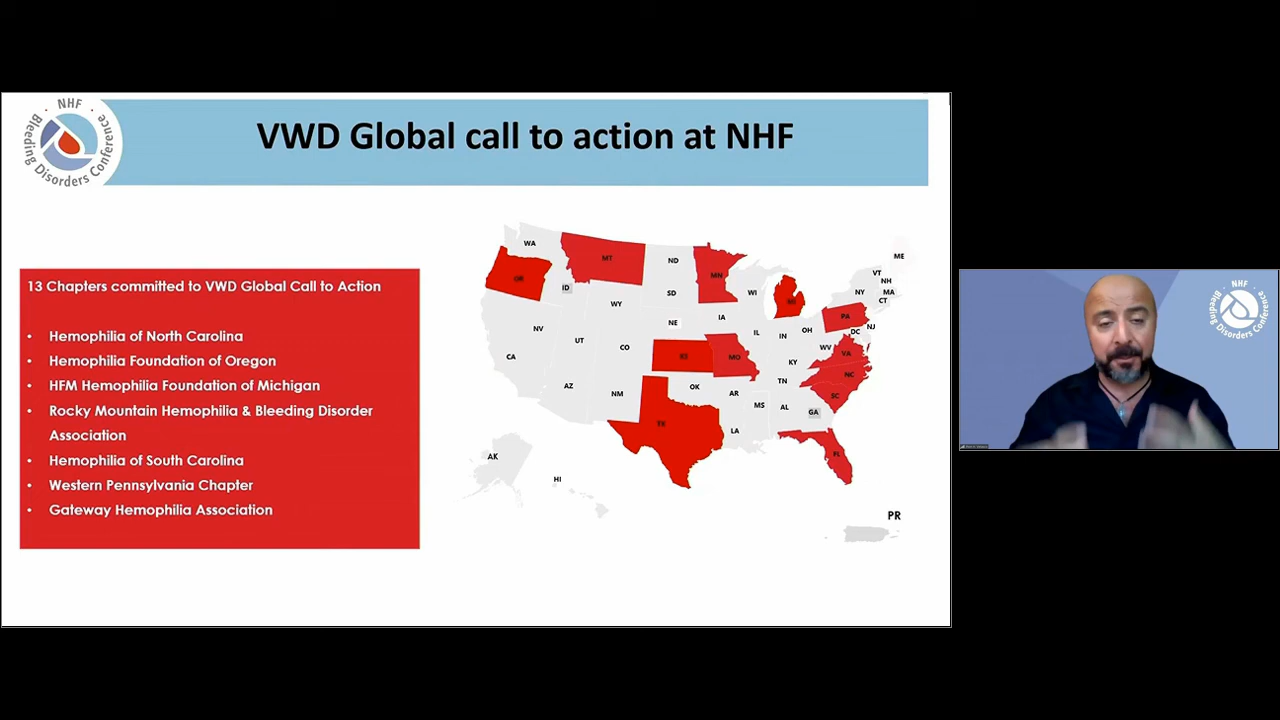 NHF
Bleeding Disorders Conference
VWD Global call to action at NHF
13 Chapters committed to VWD Global Call to Action
• Hemophilia of North Carolina
• Hemophilia Foundation of Oregon
• HFM Hemophilia Foundation of Michigan
• Rocky Mountain Hemophilia & Bleeding Disorder
Association
• Hemophilia of South Carolina
• Western Pennsylvania Chapter
• Gateway Hemophilia Association
WA
MT
ND
MN
ME
VT
NH
OR
ID
SD
WI
NY
MA
CT
WY
IA
PA
NJ
NE
NV
IL
IN
OH
DC
UT
CO
KS
MO
WV
VA
CA
KY
NC
AZ
NM
OK
AR
TN
SC
MS
AL
GA
TX
LA
FL
AK
HI
PR
NHF
Bleeding Disorders Conference